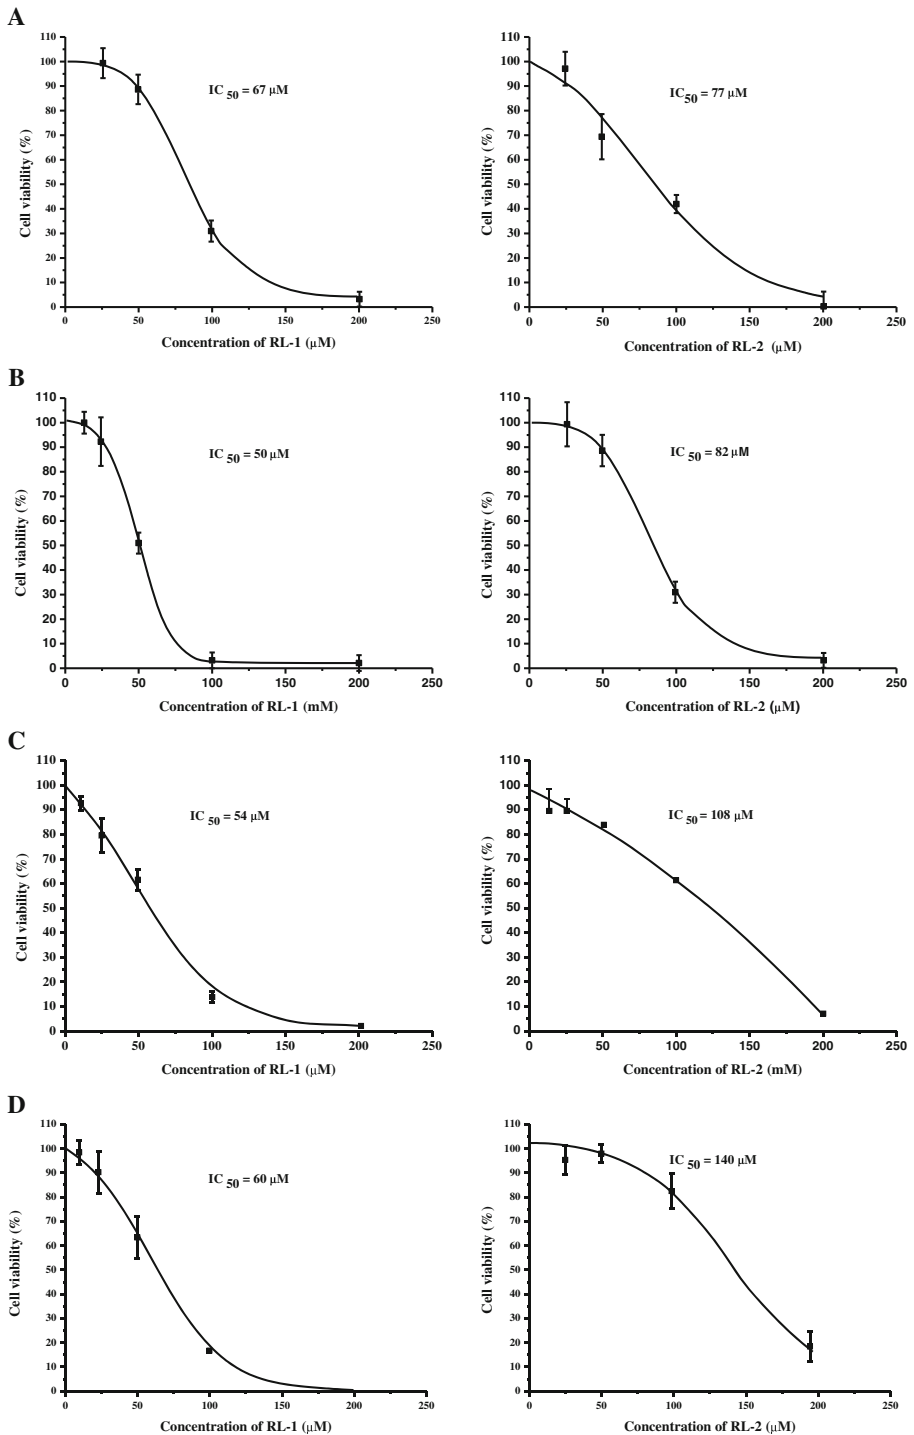 A
110
100
90
80
70
60
50
40
30
20
10
0
Cell viability (%)
IC 50 = 67 µM
0 50 100 150 200 250
Concentration of RL-1 (µM)
110
100
90
80
70
60
50
40
30
20
10
0
Cell viability (%)
IC50 = 77 µM
0 50 100 150 200 250
Concentration of RL-2 (µM)
B
110
100
90
80
70
60
50
40
30
20
10
0
Cell viability (%)
IC 50 = 50 µM
0 50 100 150 200 250
Concentration of RL-1 (mM)
110
100
90
80
70
60
50
40
30
20
10
0
Cell viability (%)
IC 50 = 82 µM
0 50 100 150 200 250
Concentration of RL-2 (µM)
C
110
100
90
80
70
60
50
40
30
20
10
0
Cell viability (%)
IC 50 = 54 µM
0 50 100 150 200 250
Concentration of RL-1 (µM)
110
100
90
80
70
60
50
40
30
20
10
0
Cell viability (%)
IC 50 = 108 µM
0 50 100 150 200 250
Concentration of RL-2 (mM)
D
110
100
90
80
70
60
50
40
30
20
10
0
Cell viability (%)
IC 50 = 60 µM
0 50 100 150 200 250
Concentration of RL-1 (µM)
110
100
90
80
70
60
50
40
30
20
10
0
Cell viability (%)
IC 50 = 140 µM
0 50 100 150 200 250
Concentration of RL-2 (µM)